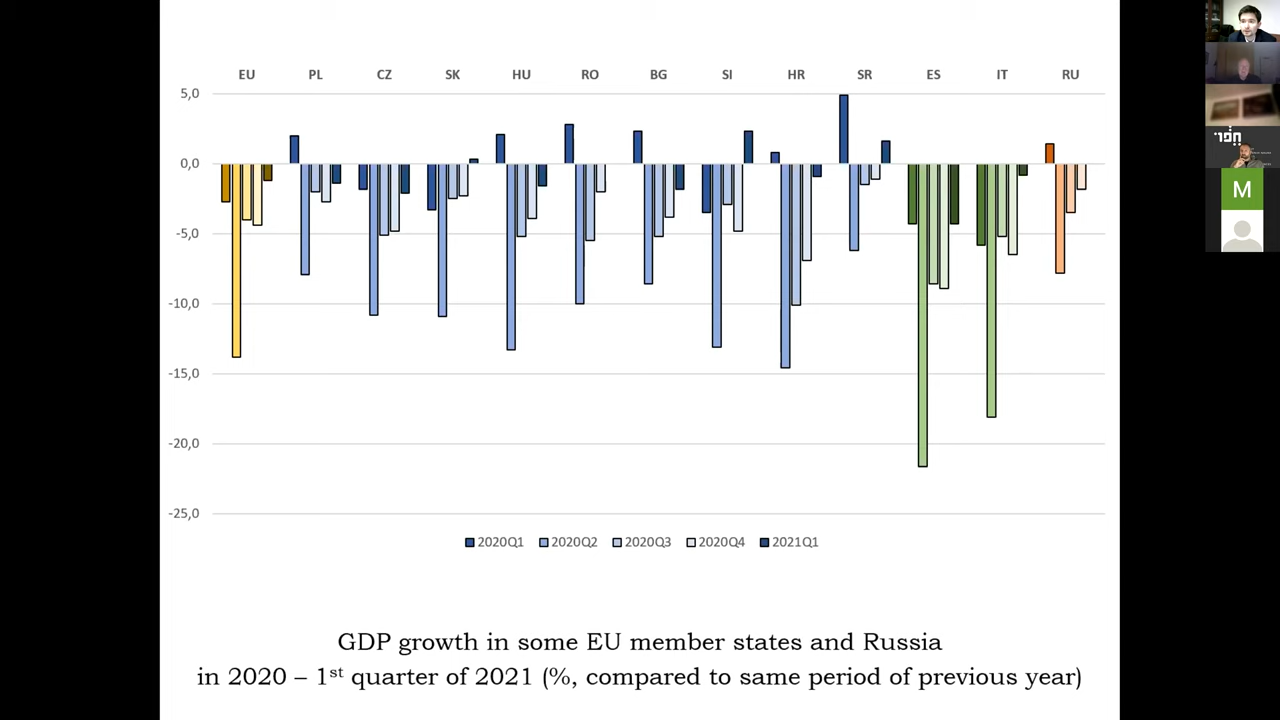 EU PL CZ SK HU RO BG SI HR SR ES IT RU
5,0
0,0
-5,0
-10,0
-15,0
-20,0
-25,0
2020Q1 2020Q2 2020Q3 2020Q4 2021Q1
GDP growth in some EU member states and Russia
in 2020 – 1st quarter of 2021 (%, compared to same period of previous year)
M